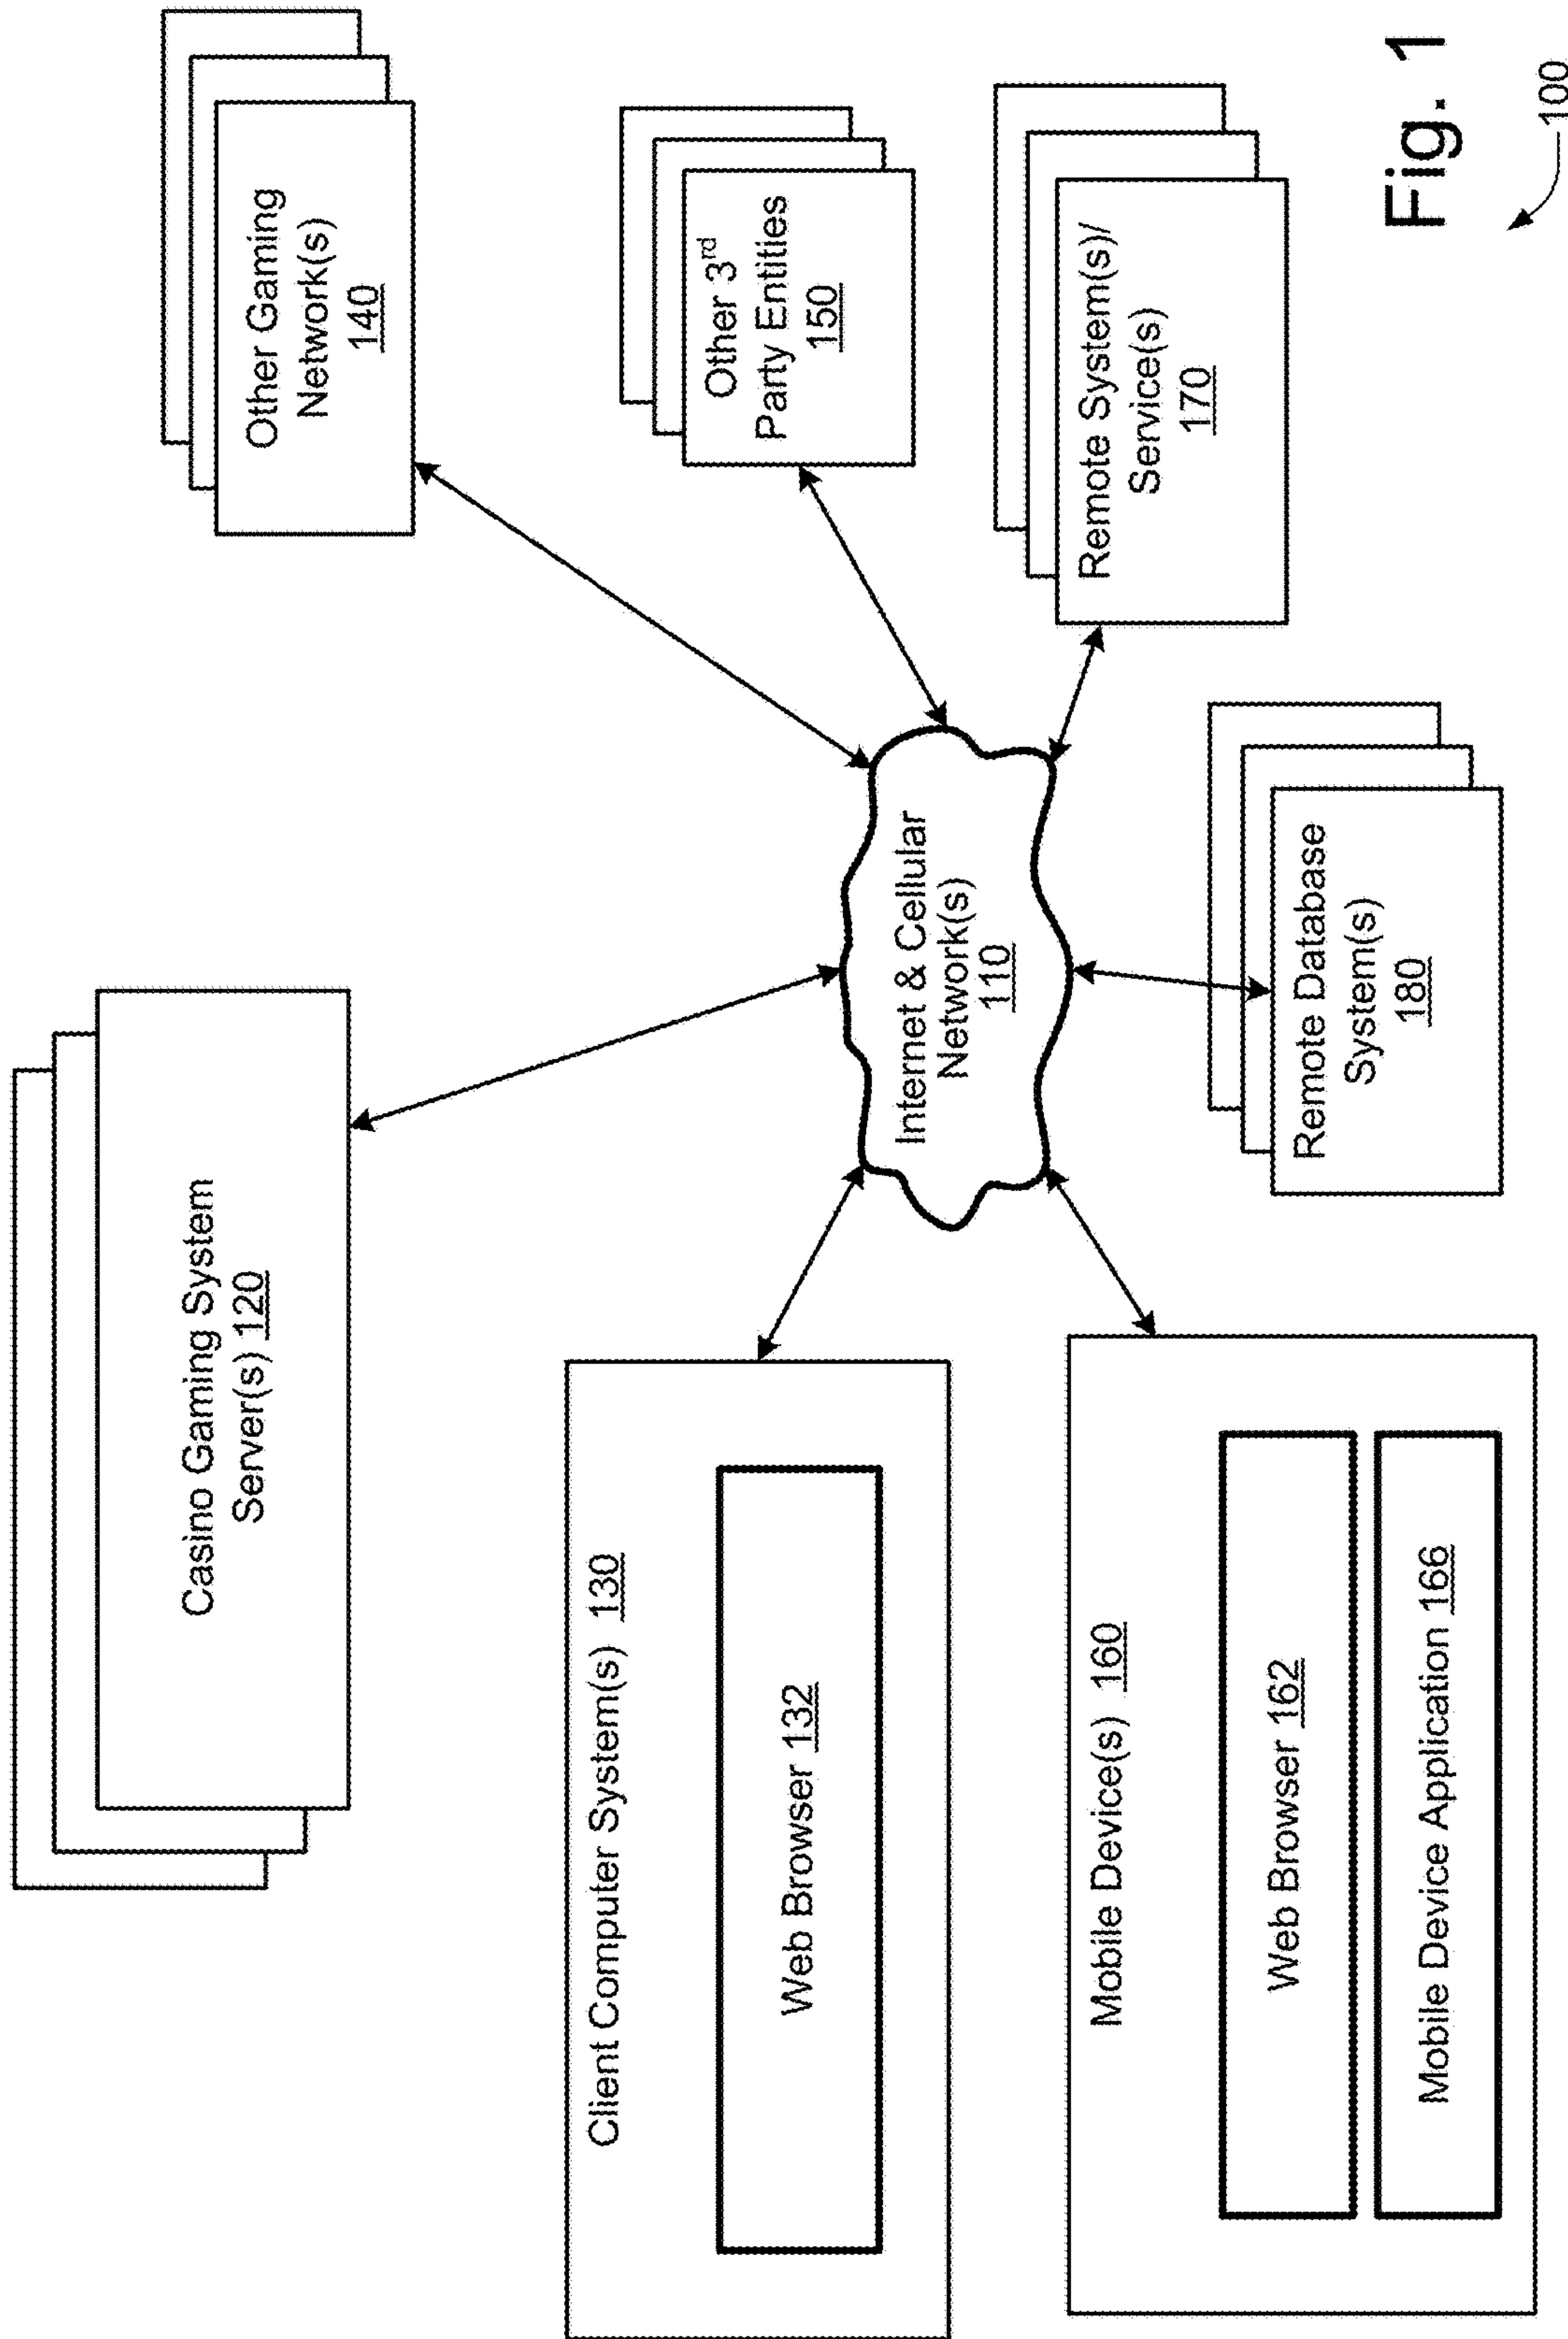 Casino Gaming System
Server(s) 120
Other Gaming
Network(s)
140
Client Computer System(s) 130
Web Browser 132
Internet & Cellular
Network(s)
110
Other 3rd
Party Entities
150
Mobile Device(s) 160
Web Browser 162
Mobile Device Application 166
Remote Database
System(s)
180
Remote System(s)/
Service(s)
170
Fig. 1
100